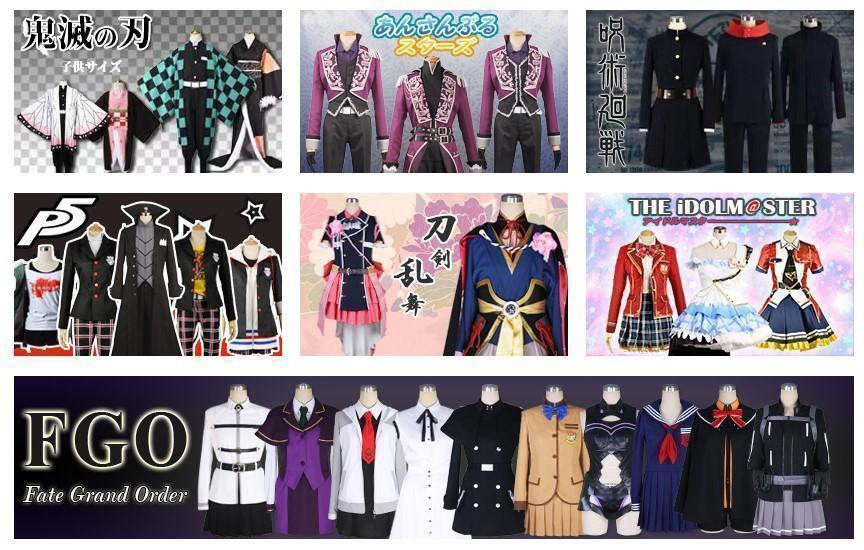 鬼滅の刃
子供サイズ
あんさんぶる
スターズ
呪術廻戦
P5
刀剣乱舞
THE iDOLM@STER
アイドルマスター
FGO
Fate Grand Order